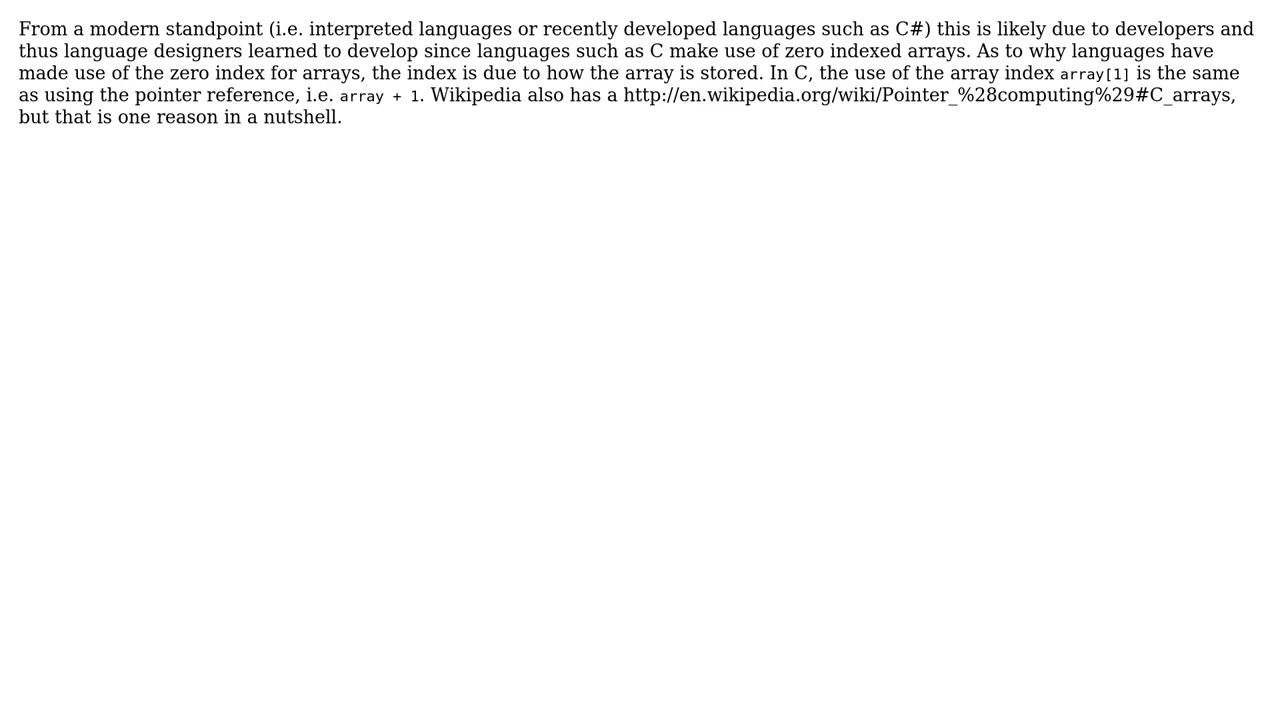 From a modern standpoint (i.e. interpreted languages or recently developed languages such as C#) this is likely due to developers and
thus language designers learned to develop since languages such as C make use of zero indexed arrays. As to why languages have
made use of the zero index for arrays, the index is due to how the array is stored. In C, the use of the array index array[1] is the same
as using the pointer reference, i.e. array + 1. Wikipedia also has a http://en.wikipedia.org/wiki/Pointer_%28computing%29#C_arrays,
but that is one reason in a nutshell.